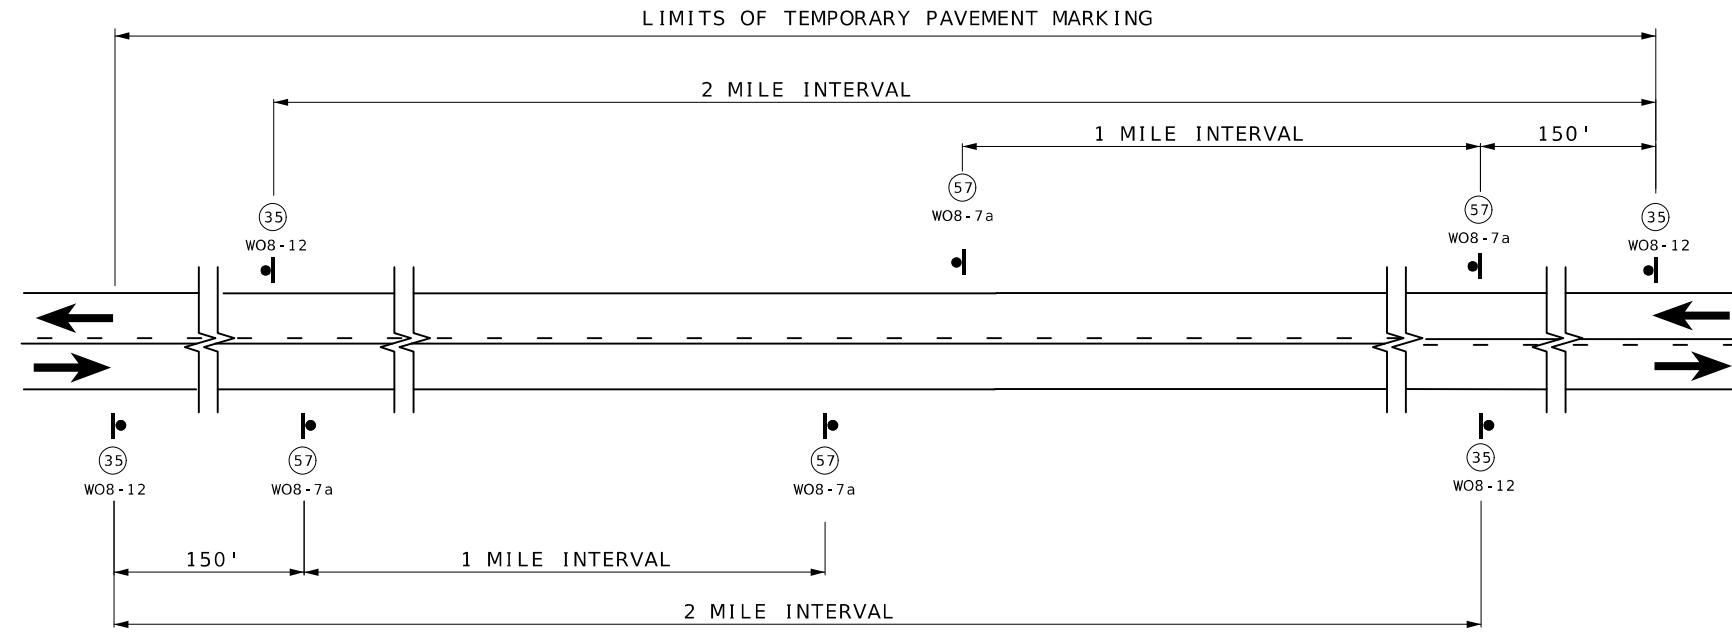 LIMITS OF TEMPORARY PAVEMENT MARKING
2 MILE INTERVAL
1 MILE INTERVAL
150'
57
WO8-7a
35
WO8-12
57
WO8-7a
35
WO8-12
35
WO8-12
57
WO8-7a
57
WO8-7a
35
WO8-12
150'
1 MILE INTERVAL
2 MILE INTERVAL